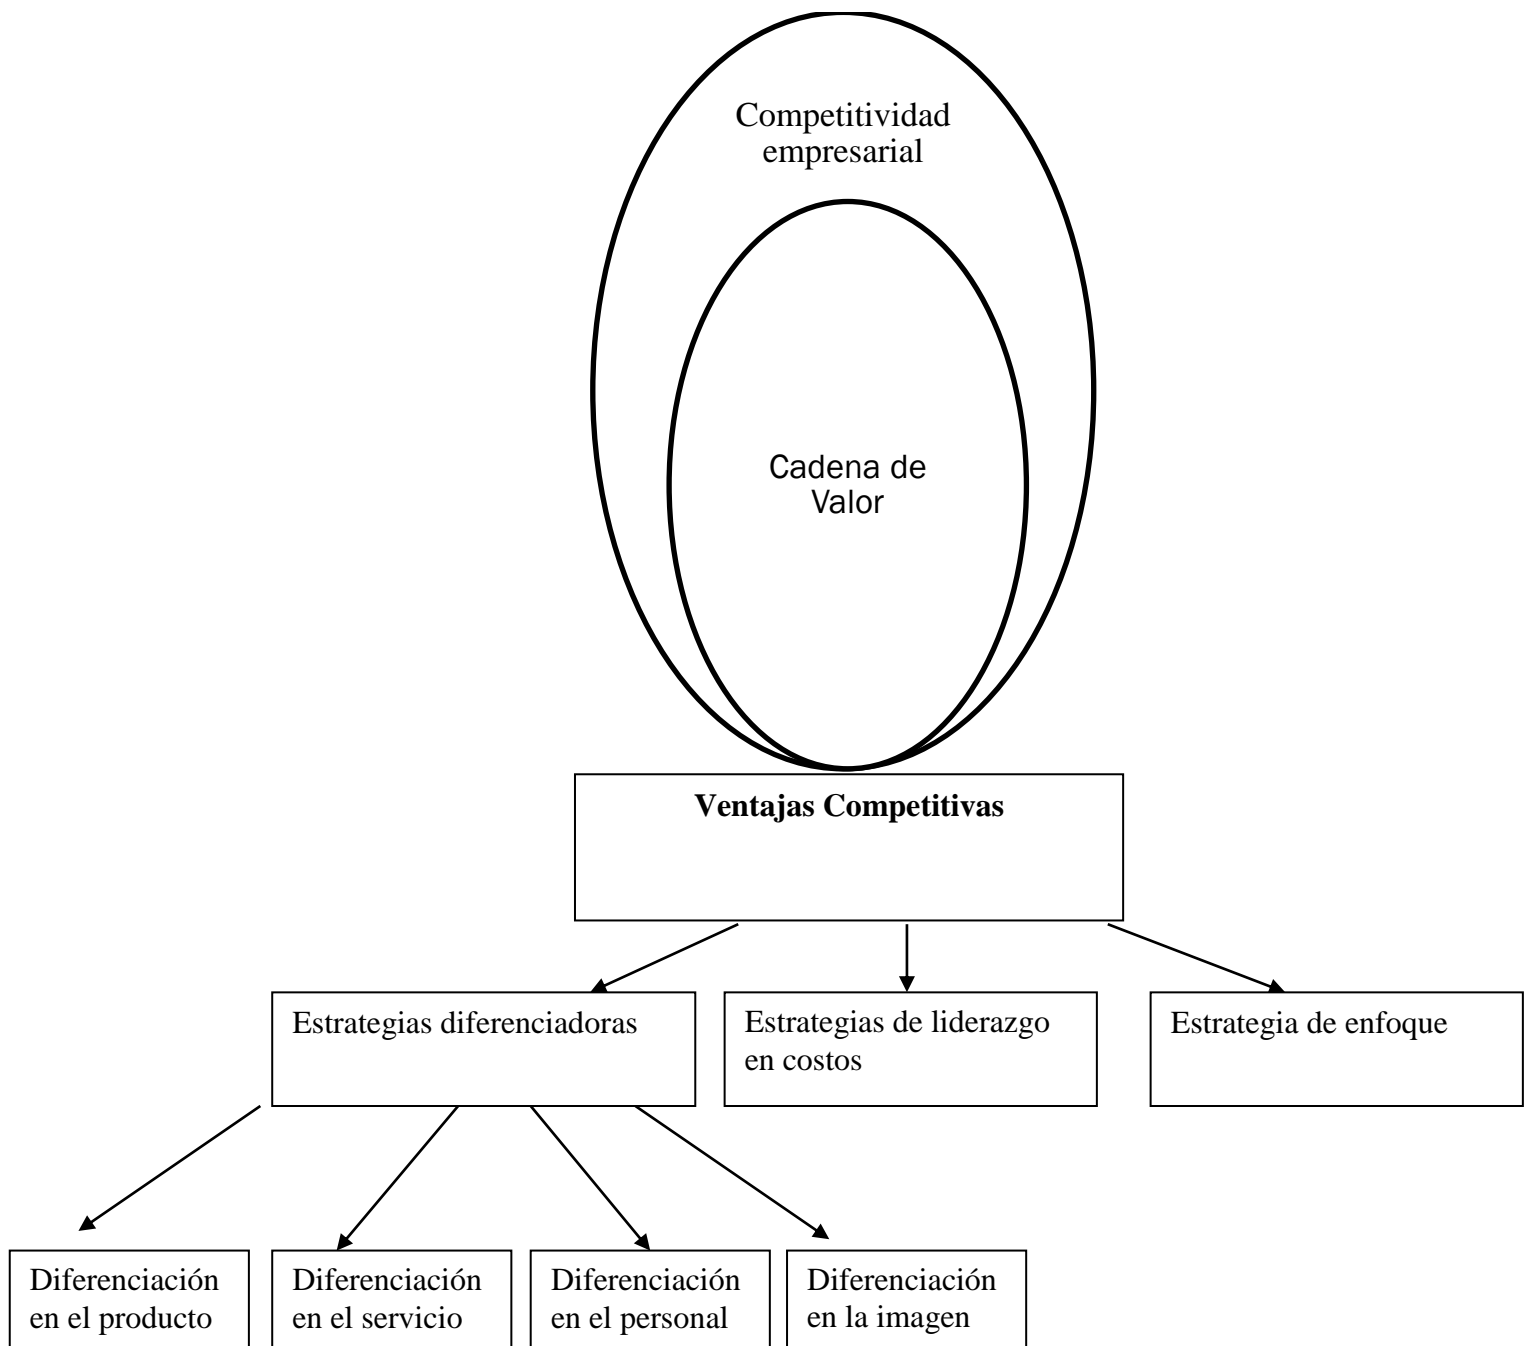 Competitividad
empresarial
Cadena de
Valor
Ventajas Competitivas
Estrategias diferenciadoras
Estrategias de liderazgo
en costos
Estrategia de enfoque
Diferenciación
en el producto
Diferenciación
en el servicio
Diferenciación
en el personal
Diferenciación
en la imagen